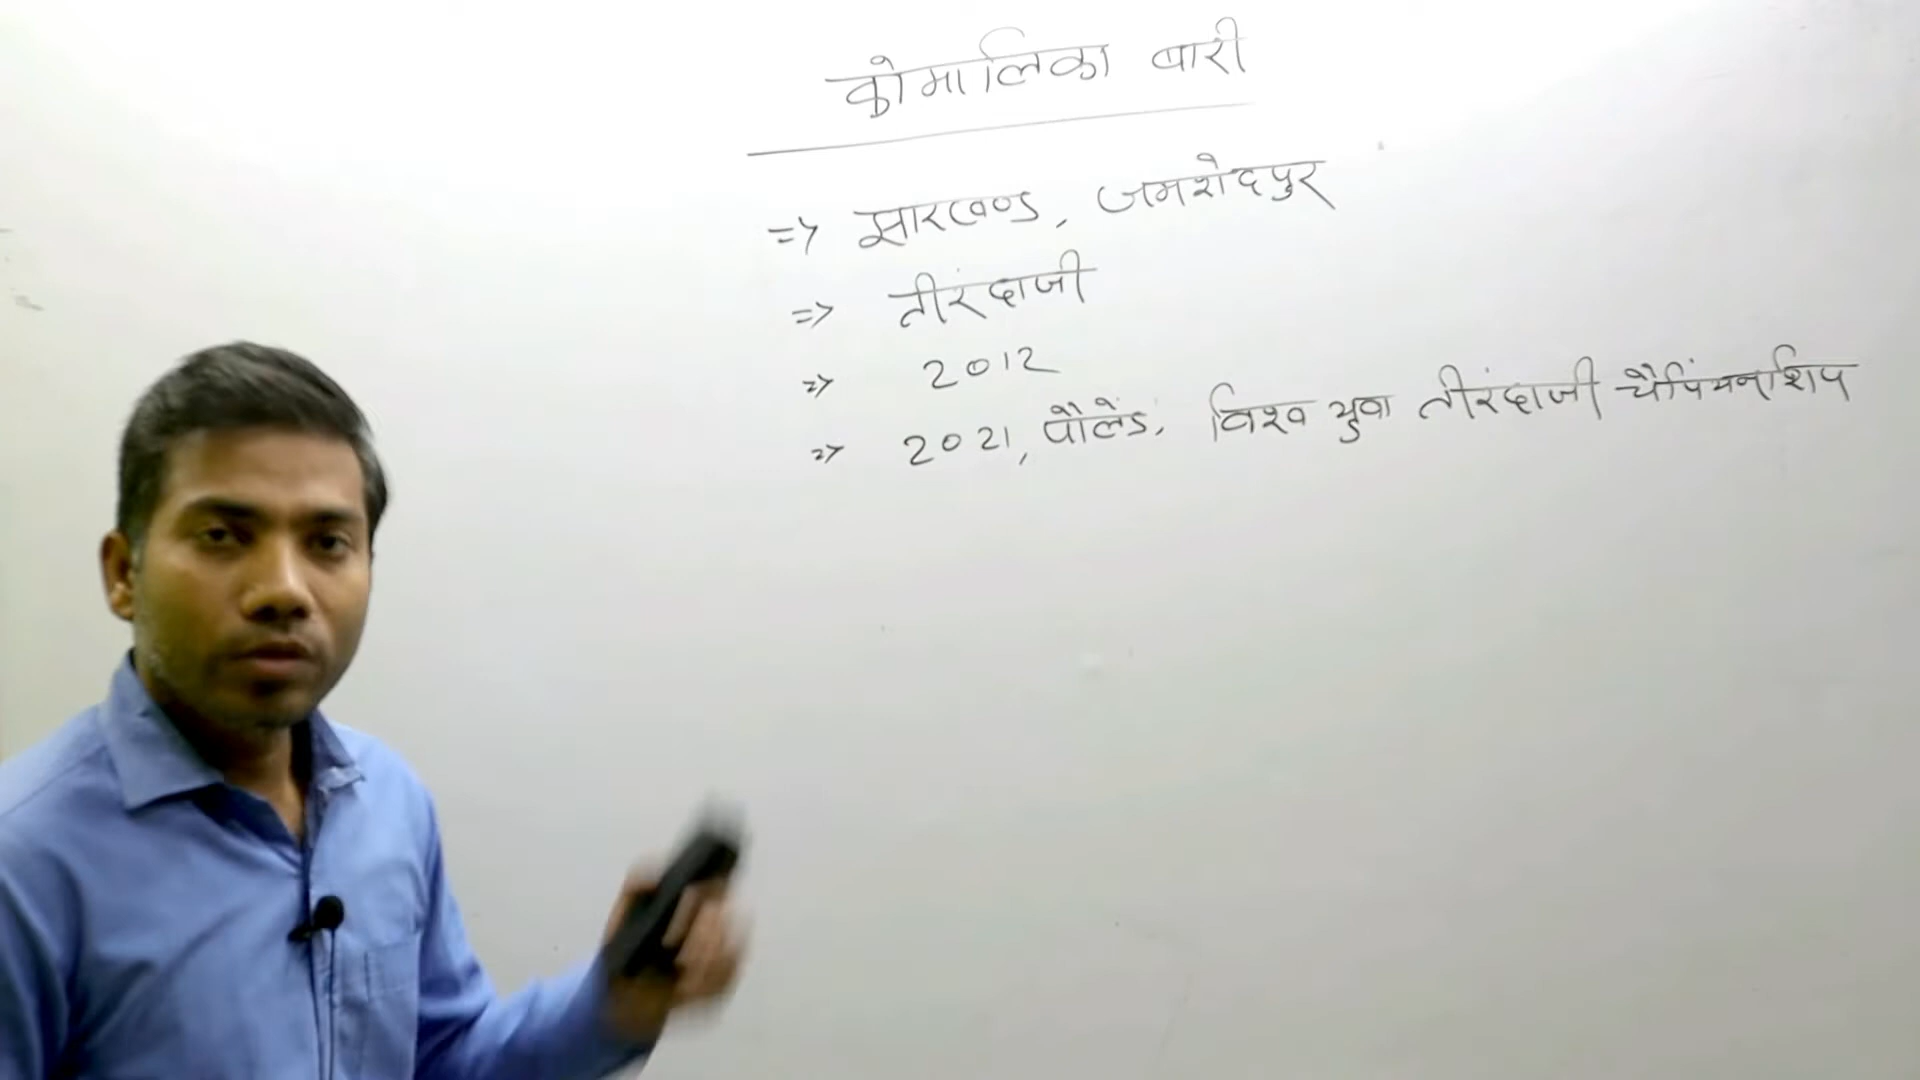 कोमालिका बारी
=> झारखण्ड, जमशेदपुर
=> तीरंदाजी
=> 2012
=> 2021, पौलेंड, विश्व युवा तीरंदाजी चैपिंयनशिप